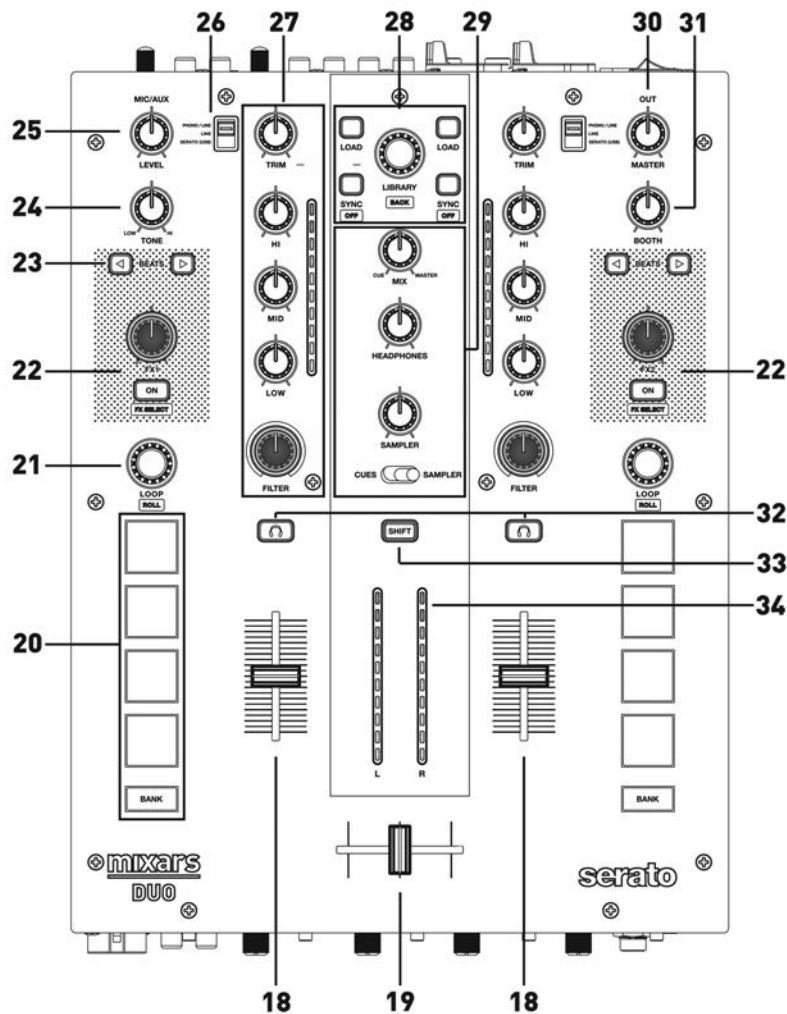 26 27 28 29 30 31
MIC/AUX
OUT
PHONO / LINE
LINE
SERATO (USB)
PHONO / LINE
LINE
SERATO (USB)
25
LEVEL
TRIM
LOAD
LOAD
TRIM
MASTER
LIBRARY
BACK
SYNC
OFF
SYNC
OFF
24
LOW HI
TONE
HI
HI
BOOTH
23
BEATS
CUE MASTER
MIX
BEATS
MID
HEADPHONES
MID
22
FX1
LOW
LOW
FX2
22
ON
FX SELECT
SAMPLER
ON
FX SELECT
21
CUES SAMPLER
LOOP
ROLL
FILTER
FILTER
LOOP
ROLL
32
SHIFT
33
34
20
L R
BANK
BANK
mixars
DUO
serato
18 19 18